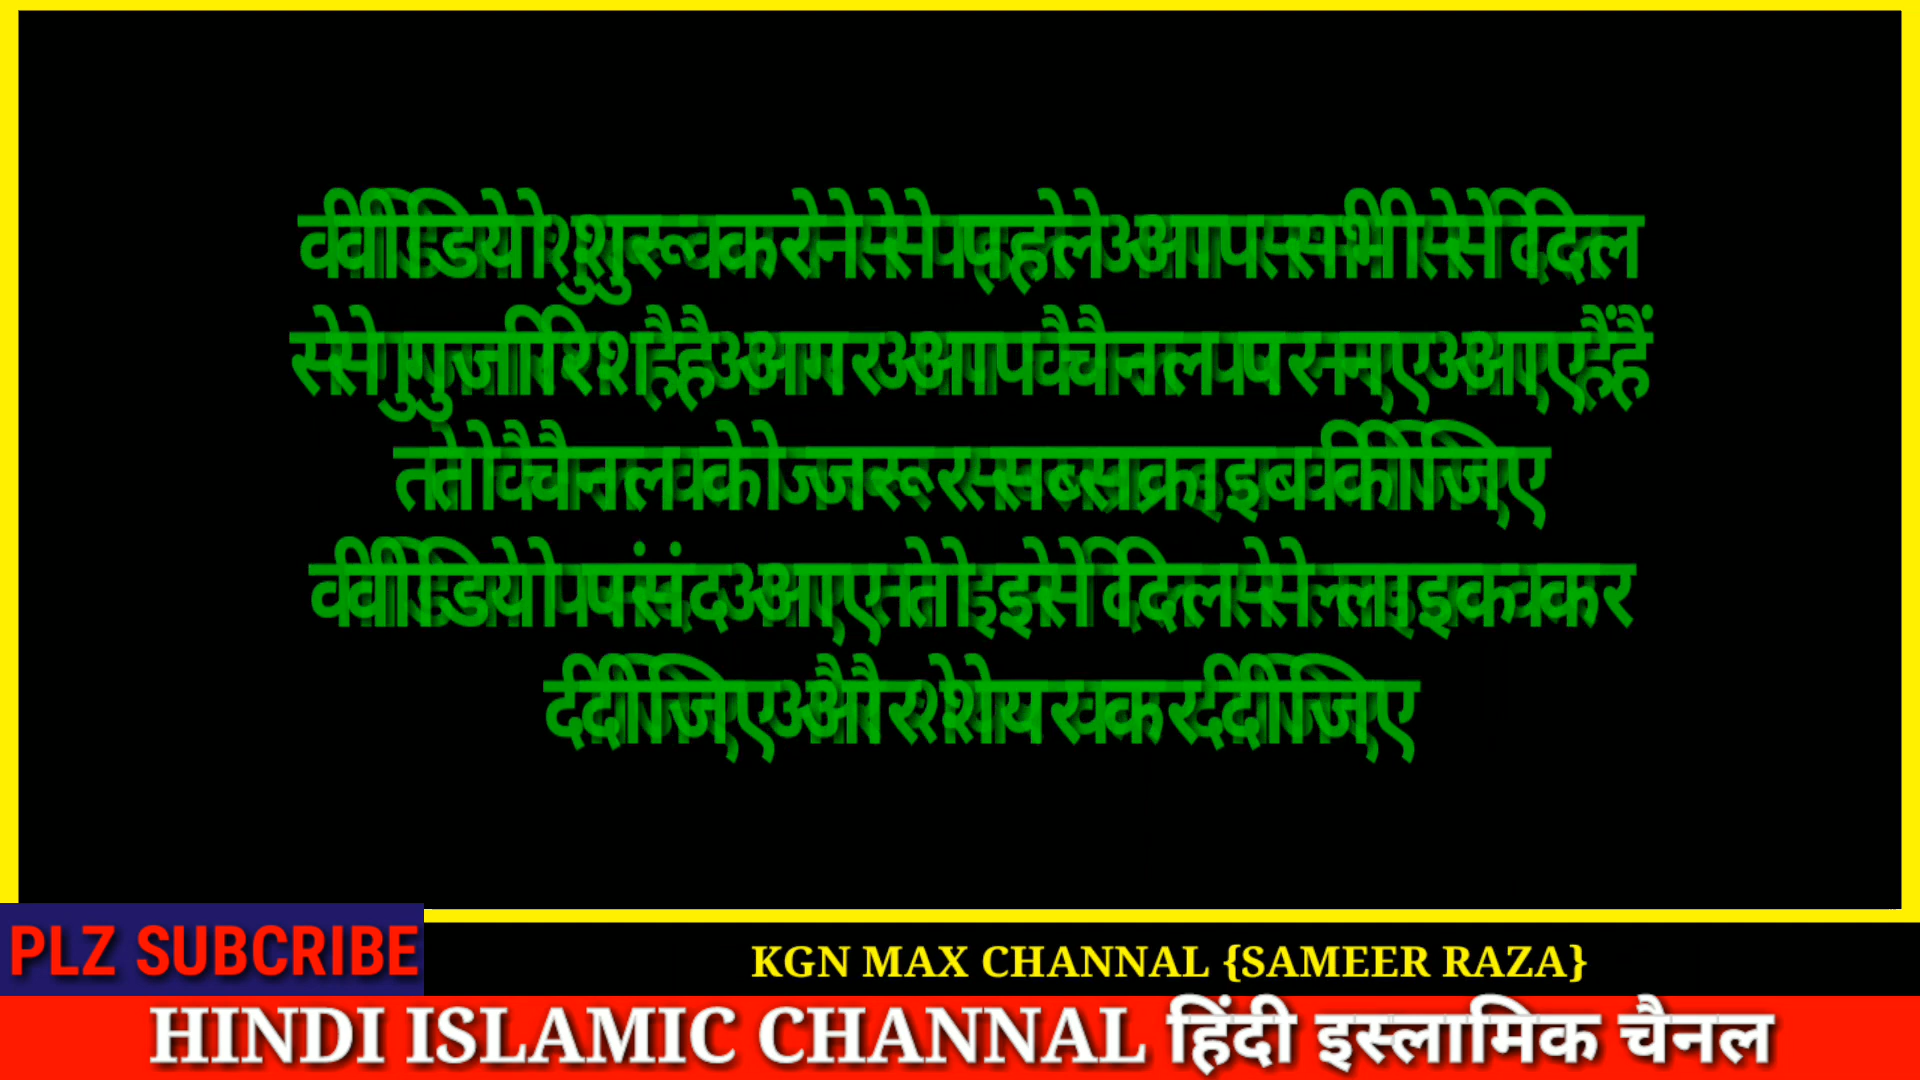 वीडियो शुरू करने से पहले आप सभी से दिल
से गुजारिश है अगर आप चैनल पर नए आए हैं
तो चैनल को जरूर सब्सक्राइब कीजिए
वीडियो पसंद आए तो इसे दिल से लाइक कर
दीजिए और शेयर कर दीजिए
PLZ SUBCRIBE
KGN MAX CHANNAL {SAMEER RAZA}
HINDI ISLAMIC CHANNAL हिंदी इस्लामिक चैनल